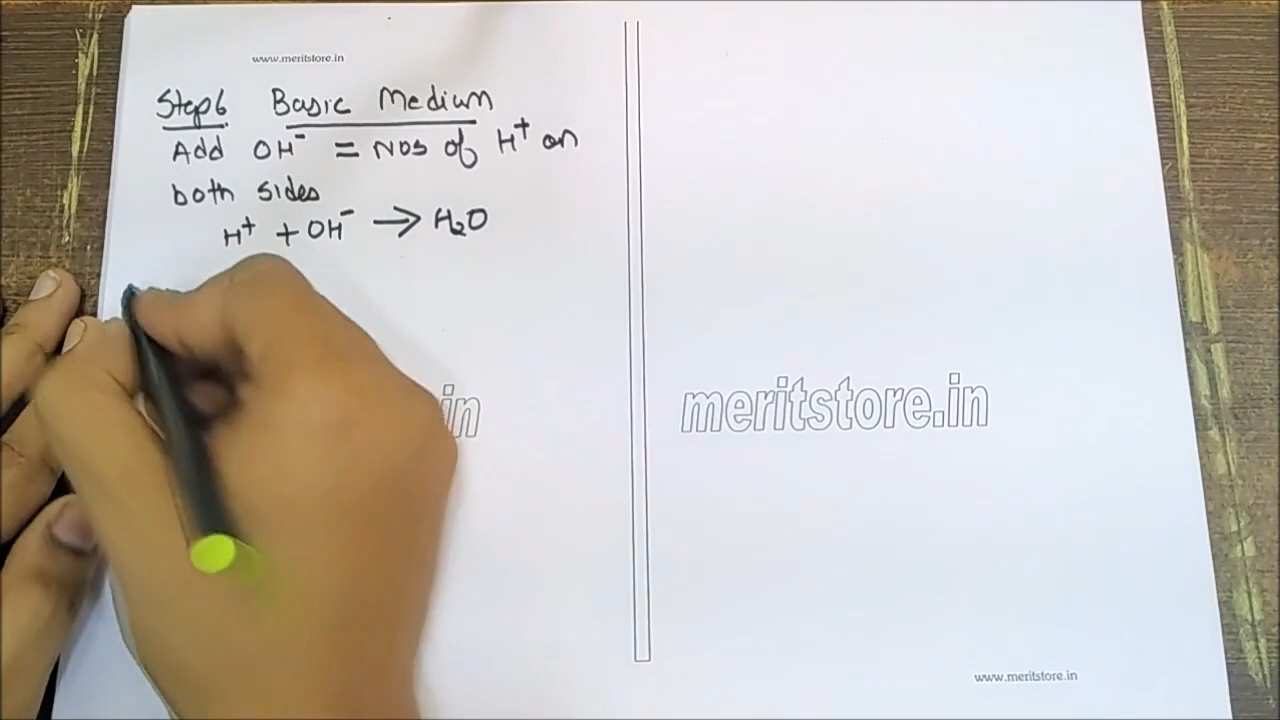 www.meritstore.in
Step6 Basic Medium
Add OH⁻ = Nos of H⁺ on
both sides
H⁺ + OH⁻ → H₂O
in
meritstore.in
www.meritstore.in